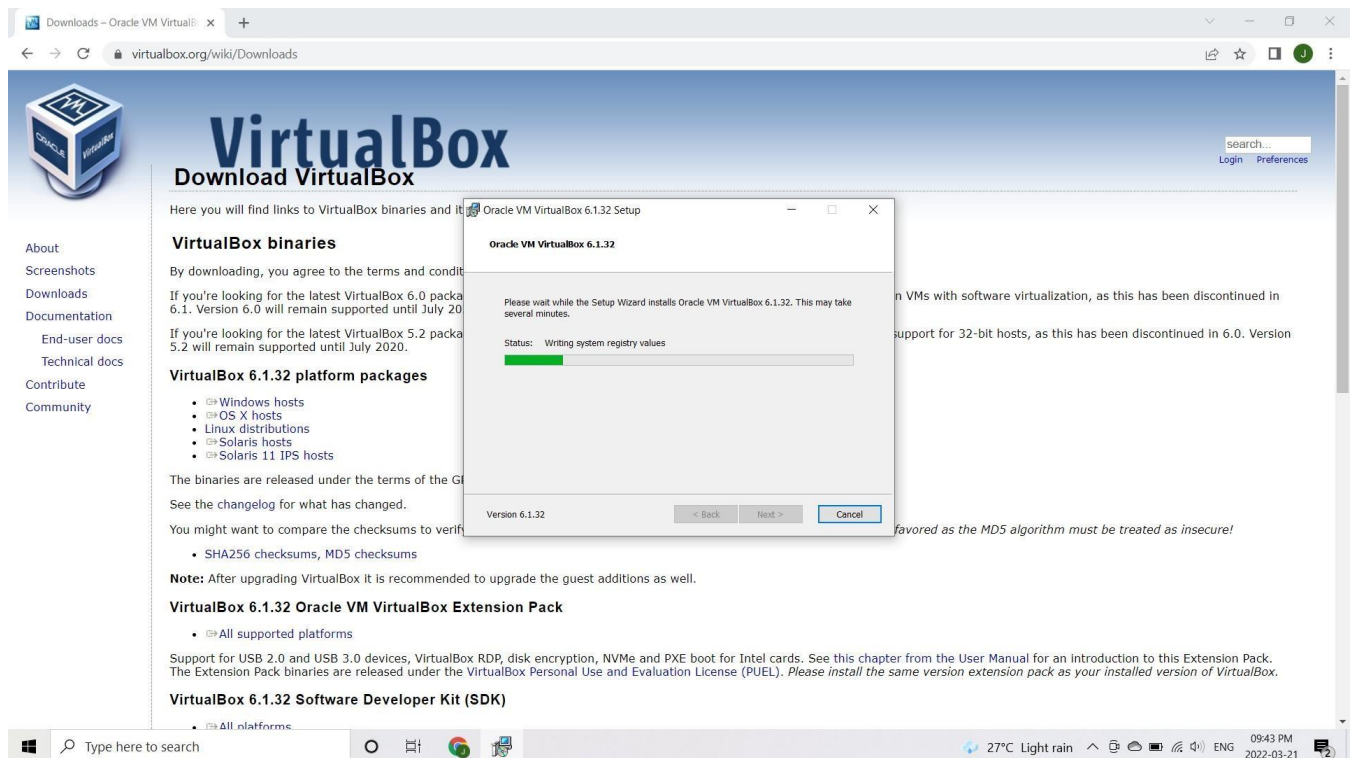 Downloads – Oracle VM VirtualB
virtualbox.org/wiki/Downloads
J
ORACLE
VM
VirtualBox
VirtualBox
search...
Login Preferences
Download VirtualBox
Here you will find links to VirtualBox binaries and it
About
Screenshots
Downloads
Documentation
End-user docs
Technical docs
Contribute
Community
VirtualBox binaries
By downloading, you agree to the terms and condit
If you're looking for the latest VirtualBox 6.0 packa
n VMs with software virtualization, as this has been discontinued in
6.1. Version 6.0 will remain supported until July 20
If you're looking for the latest VirtualBox 5.2 packa
support for 32-bit hosts, as this has been discontinued in 6.0. Version
5.2 will remain supported until July 2020.
VirtualBox 6.1.32 platform packages
Windows hosts
OS X hosts
Linux distributions
Solaris hosts
Solaris 11 IPS hosts
The binaries are released under the terms of the G
See the changelog for what has changed.
You might want to compare the checksums to verif
favored as the MD5 algorithm must be treated as insecure!
SHA256 checksums, MD5 checksums
Note: After upgrading VirtualBox it is recommended to upgrade the guest additions as well.
VirtualBox 6.1.32 Oracle VM VirtualBox Extension Pack
All supported platforms
Support for USB 2.0 and USB 3.0 devices, VirtualBox RDP, disk encryption, NVMe and PXE boot for Intel cards. See this chapter from the User Manual for an introduction to this Extension Pack.
The Extension Pack binaries are released under the VirtualBox Personal Use and Evaluation License (PUEL). Please install the same version extension pack as your installed version of VirtualBox.
VirtualBox 6.1.32 Software Developer Kit (SDK)
All platforms
Oracle VM VirtualBox 6.1.32 Setup
Oracle VM VirtualBox 6.1.32
Please wait while the Setup Wizard installs Oracle VM VirtualBox 6.1.32. This may take
several minutes.
Status: Writing system registry values
Version 6.1.32
< Back Next > Cancel
Type here to search
27°C Light rain
ENG
09:43 PM
2022-03-21
2